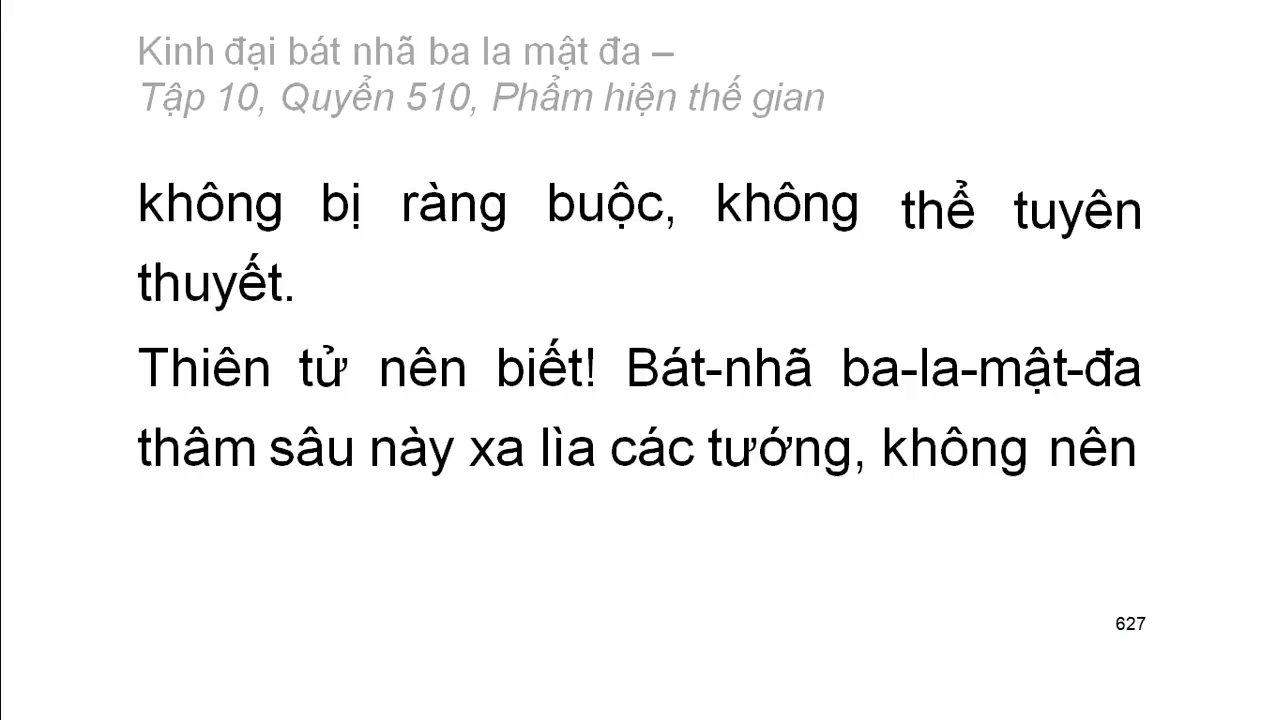 Kinh đại bát nhã ba la mật đa –
Tập 10, Quyển 510, Phẩm hiện thế gian
không bị ràng buộc, không thể tuyên
thuyết.
Thiên tử nên biết! Bát-nhã ba-la-mật-đa
thâm sâu này xa lìa các tướng, không nên
627